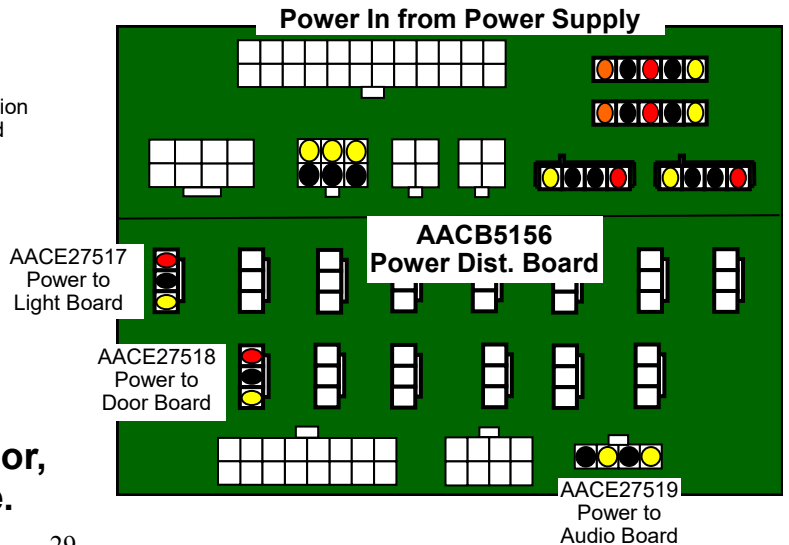 Power In from Power Supply
AACB5156
Power Dist. Board
AACE27517
Power to
Light Board
AACE27518
Power to
Door Board
AACE27519
Power to
Audio Board